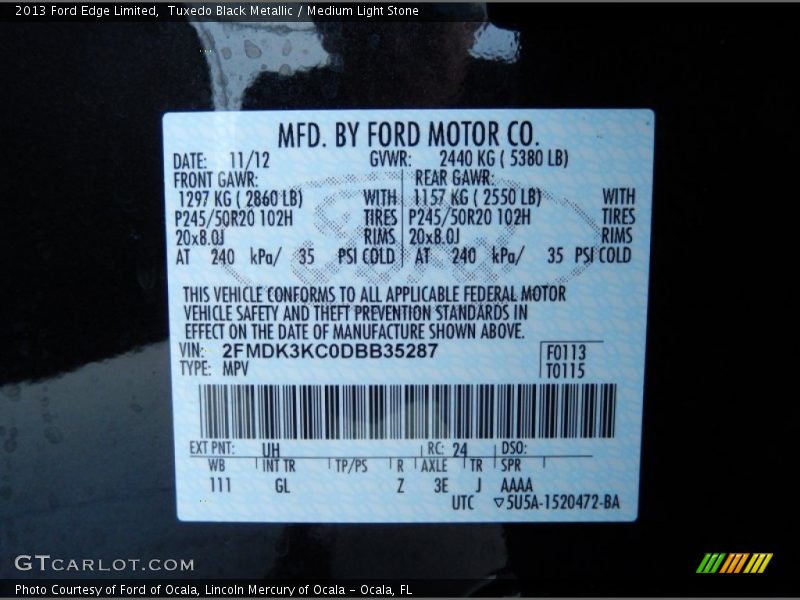 2013 Ford Edge Limited,  Tuxedo Black Metallic / Medium Light Stone
MFD. BY FORD MOTOR CO.
DATE: 11/12 GVWR: 2440 KG ( 5380 LB)
FRONT GAWR: REAR GAWR:
1297 KG ( 2860 LB) WITH 1157 KG ( 2550 LB) WITH
P245/50R20 102H TIRES P245/50R20 102H TIRES
20x8.0J RIMS 20x8.0J RIMS
AT 240 kPa/ 35 PSI COLD AT 240 kPa/ 35 PSI COLD
THIS VEHICLE CONFORMS TO ALL APPLICABLE FEDERAL MOTOR
VEHICLE SAFETY AND THEFT PREVENTION STANDARDS IN
EFFECT ON THE DATE OF MANUFACTURE SHOWN ABOVE.
VIN: 2FMDK3KC0DBB35287 F0113
TYPE: MPV T0115
EXT PNT: UH RC: 24 DSO:
WB INT TR TP/PS R AXLE TR SPR
111 GL Z 3E J AAAA
UTC ▽5U5A-1520472-BA
GTCARLOT.COM
Photo Courtesy of Ford of Ocala, Lincoln Mercury of Ocala - Ocala, FL